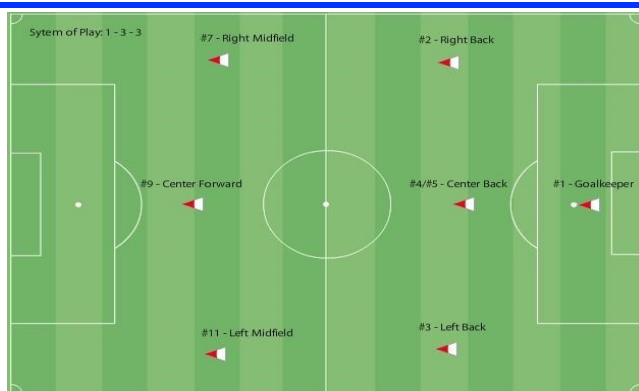 Sytem of Play: 1 - 3 - 3
#7 - Right Midfield
#2 - Right Back
#9 - Center Forward
#4/#5 - Center Back
#1 - Goalkeeper
#11 - Left Midfield
#3 - Left Back